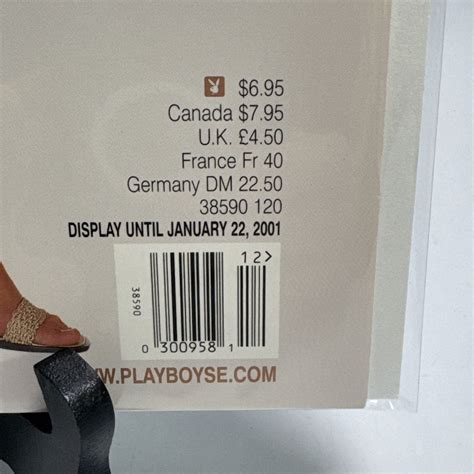 $6.95
Canada $7.95
U.K. £4.50
France Fr 40
Germany DM 22.50
38590 120
DISPLAY UNTIL JANUARY 22, 2001
12>
38590
0 300958 1
W.PLAYBOYSE.COM